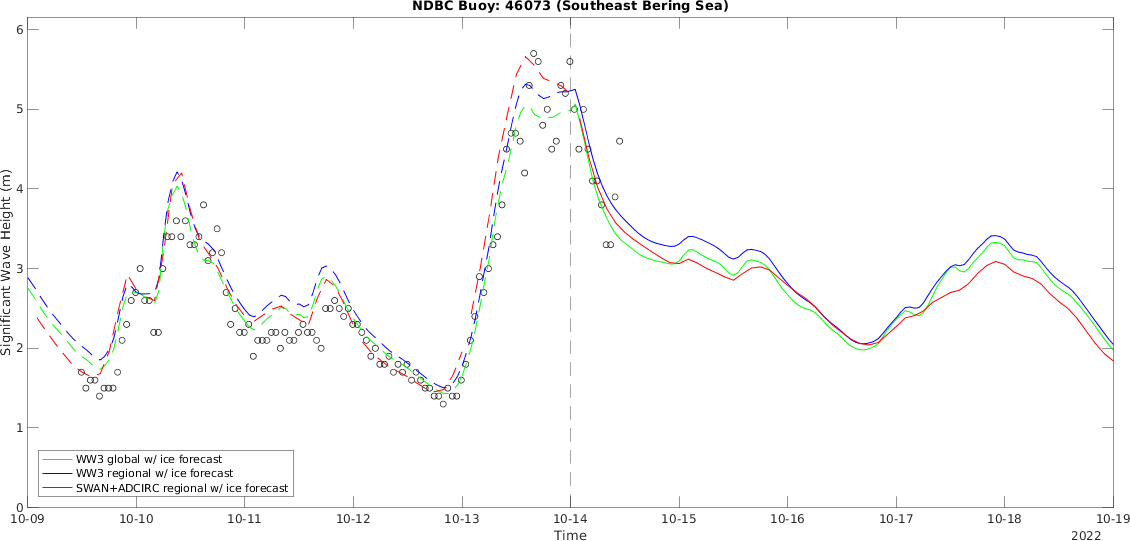 NDBC Buoy: 46073 (Southeast Bering Sea)
Significant Wave Height (m)
6
5
4
3
2
1
0
WW3 global w/ ice forecast
WW3 regional w/ ice forecast
SWAN+ADCIRC regional w/ ice forecast
10-09 10-10 10-11 10-12 10-13 10-14 10-15 10-16 10-17 10-18 10-19
Time
2022